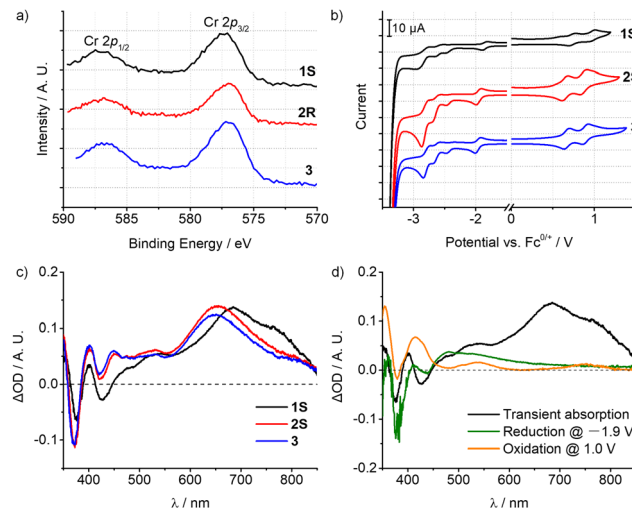 a)
Cr 2p1/2
Cr 2p3/2
1S
2R
3
Intensity / A. U.
590
585
580
575
570
Binding Energy / eV
b)
10 µA
1S
2S
Current
-3
-2
0
1
Potential vs. Fc0/+ / V
c)
0.2
0.1
0.0
-0.1
ΔOD / A. U.
1S
2S
3
400
500
600
700
800
λ / nm
d)
0.2
0.1
0.0
-0.1
-0.2
ΔOD / A. U.
Transient absorption
Reduction @ −1.9 V
Oxidation @ 1.0 V
400
500
600
700
800
λ / nm